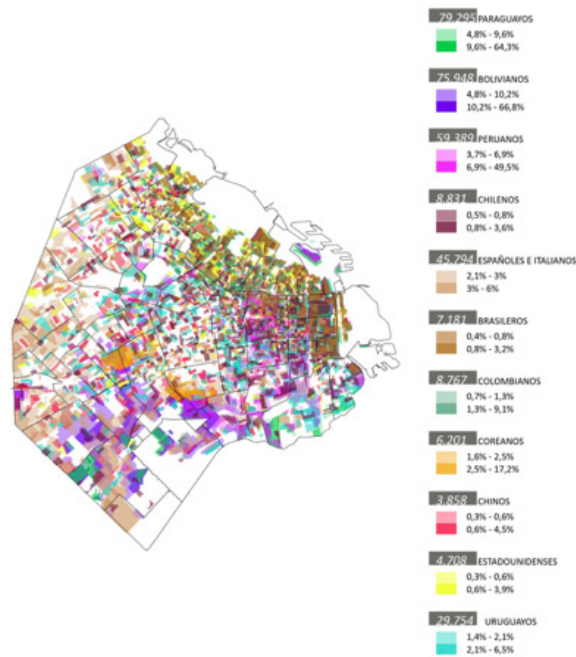 79.295 PARAGUAYOS
4,8% - 9,6%
9,6% - 64,3%
75.948 BOLIVIANOS
4,8% - 10,2%
10,2% - 66,8%
59.389 PERUANOS
3,7% - 6,9%
6,9% - 49,5%
8.831 CHILENOS
0,5% - 0,8%
0,8% - 3,6%
45.794 ESPAÑOLES E ITALIANOS
2,1% - 3%
3% - 6%
7.181 BRASILEROS
0,4% - 0,8%
0,8% - 3,2%
8.767 COLOMBIANOS
0,7% - 1,3%
1,3% - 9,1%
6.201 COREANOS
1,6% - 2,5%
2,5% - 17,2%
3.858 CHINOS
0,3% - 0,6%
0,6% - 4,5%
4.708 ESTADOUNIDENSES
0,3% - 0,6%
0,6% - 3,9%
29.754 URUGUAYOS
1,4% - 2,1%
2,1% - 6,5%